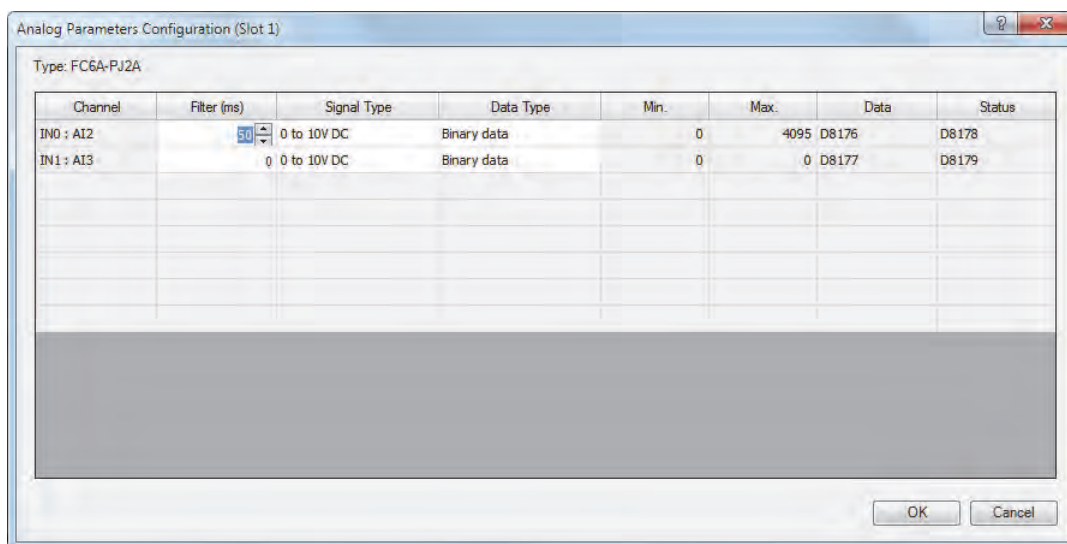 Analog Parameters Configuration (Slot 1)
Type: FC6A-PJ2A
Channel Filter (ms) Signal Type Data Type Min. Max. Data Status
IN0 : AI2 50 0 to 10V DC Binary data 0 4095 D8176 D8178
IN1 : AI3 0 0 to 10V DC Binary data 0 0 D8177 D8179
OK Cancel